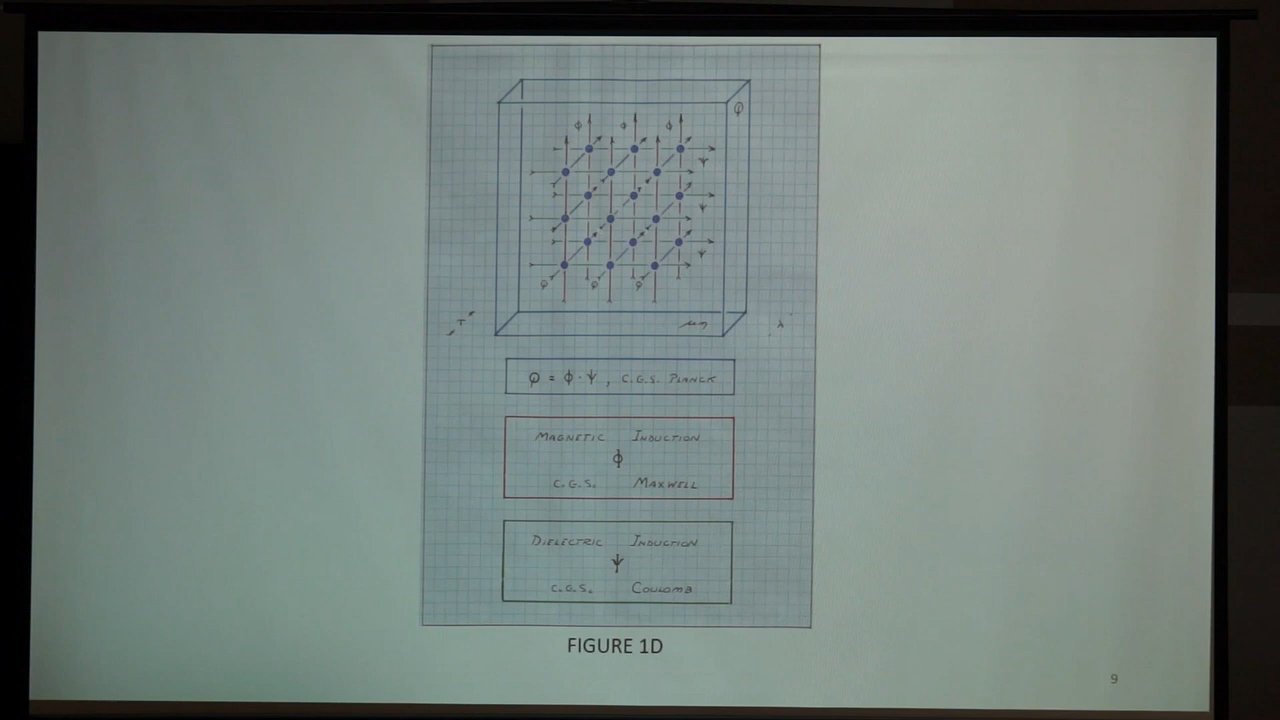 ϕ ϕ ϕ
φ
ψ
ψ
ψ
φ φ φ
T
λ
φ = ϕ · ψ , C.G.S. PLANCK
MAGNETIC INDUCTION
ϕ
C.G.S. MAXWELL
DIELECTRIC INDUCTION
ψ
C.G.S. COULOMB
FIGURE 1D
9